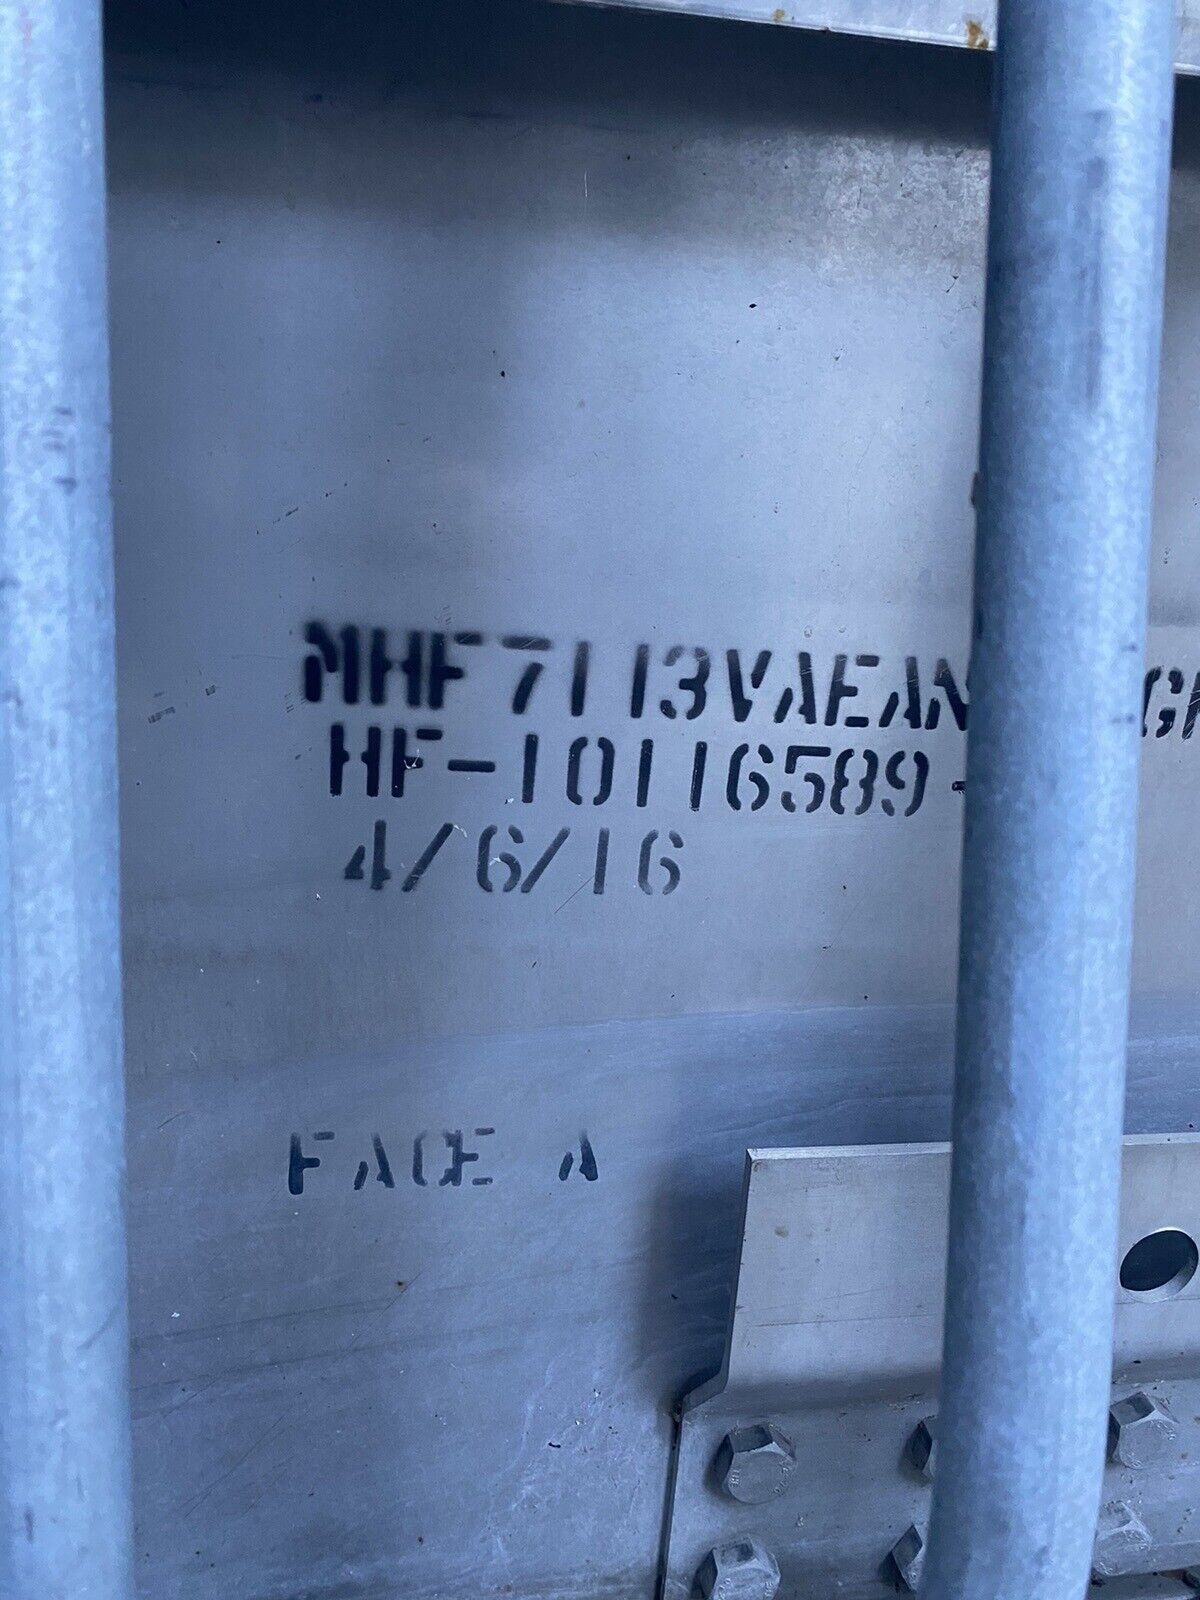 MHF7113VAEAN
HF-10116589
4/6/16
FACE A